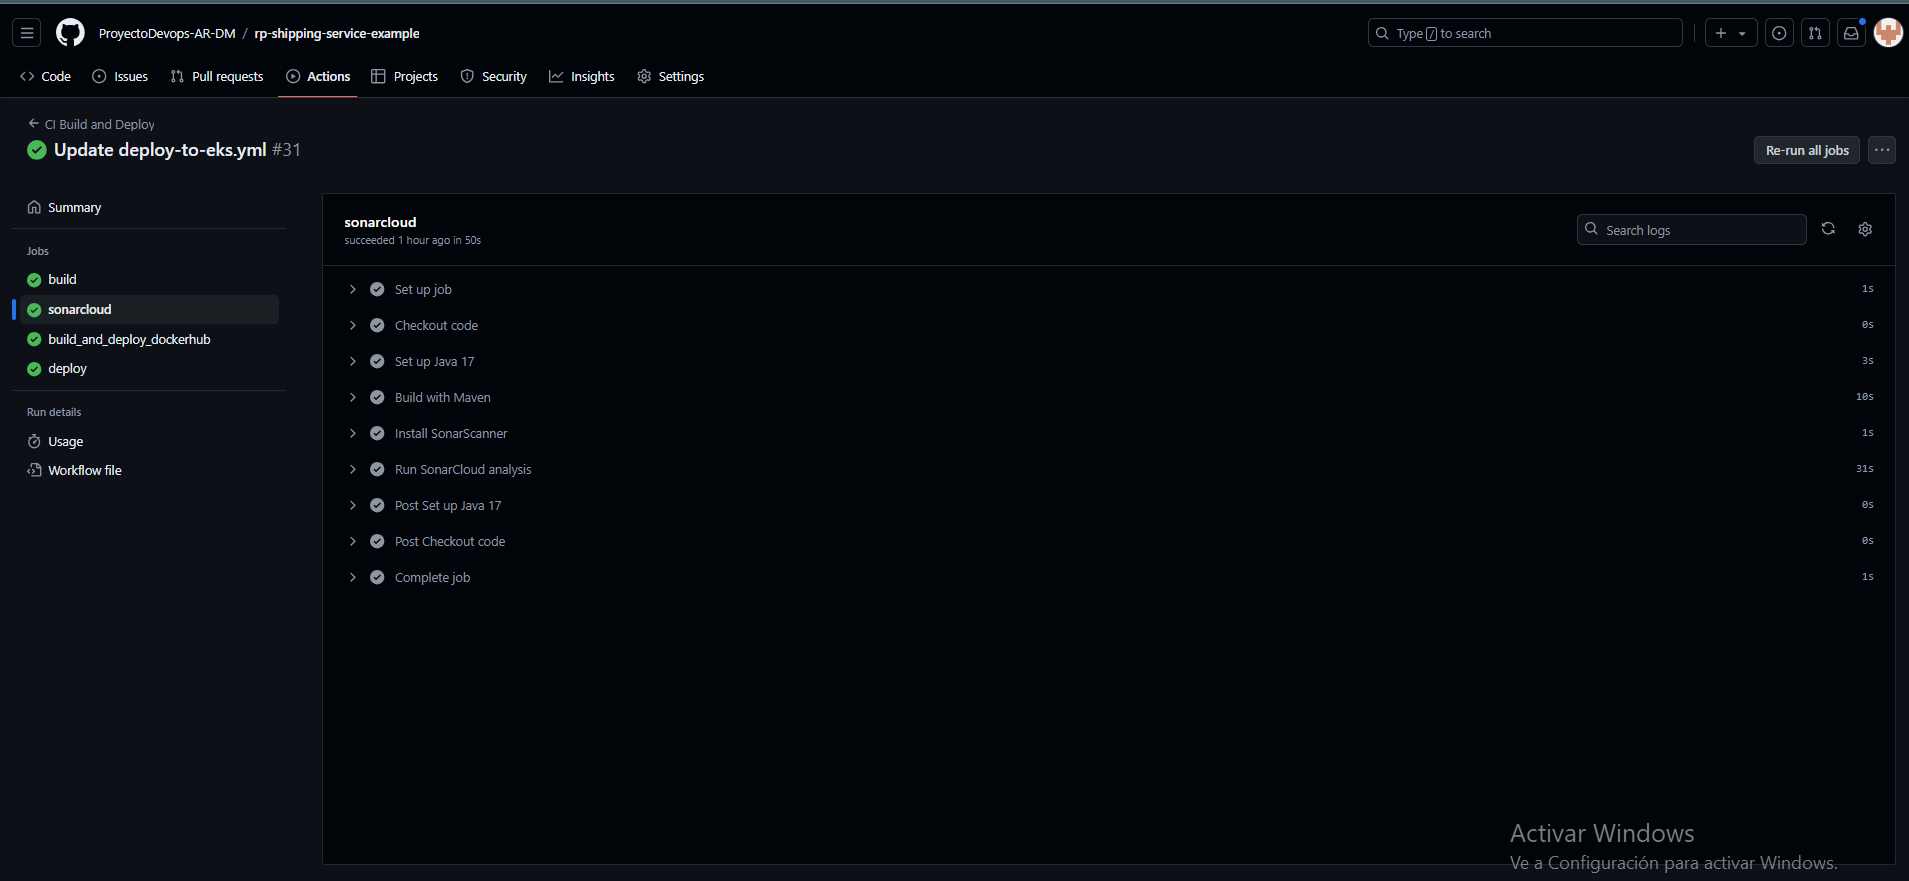 ProyectoDevops-AR-DM / rp-shipping-service-example
Type / to search
Code
Issues
Pull requests
Actions
Projects
Security
Insights
Settings
CI Build and Deploy
Update deploy-to-eks.yml #31
Re-run all jobs
Summary
Jobs
build
sonarcloud
build_and_deploy_dockerhub
deploy
Run details
Usage
Workflow file
sonarcloud
succeeded 1 hour ago in 50s
Search logs
Set up job 1s
Checkout code 0s
Set up Java 17 3s
Build with Maven 10s
Install SonarScanner 1s
Run SonarCloud analysis 31s
Post Set up Java 17 0s
Post Checkout code 0s
Complete job 1s
Activar Windows
Ve a Configuración para activar Windows.